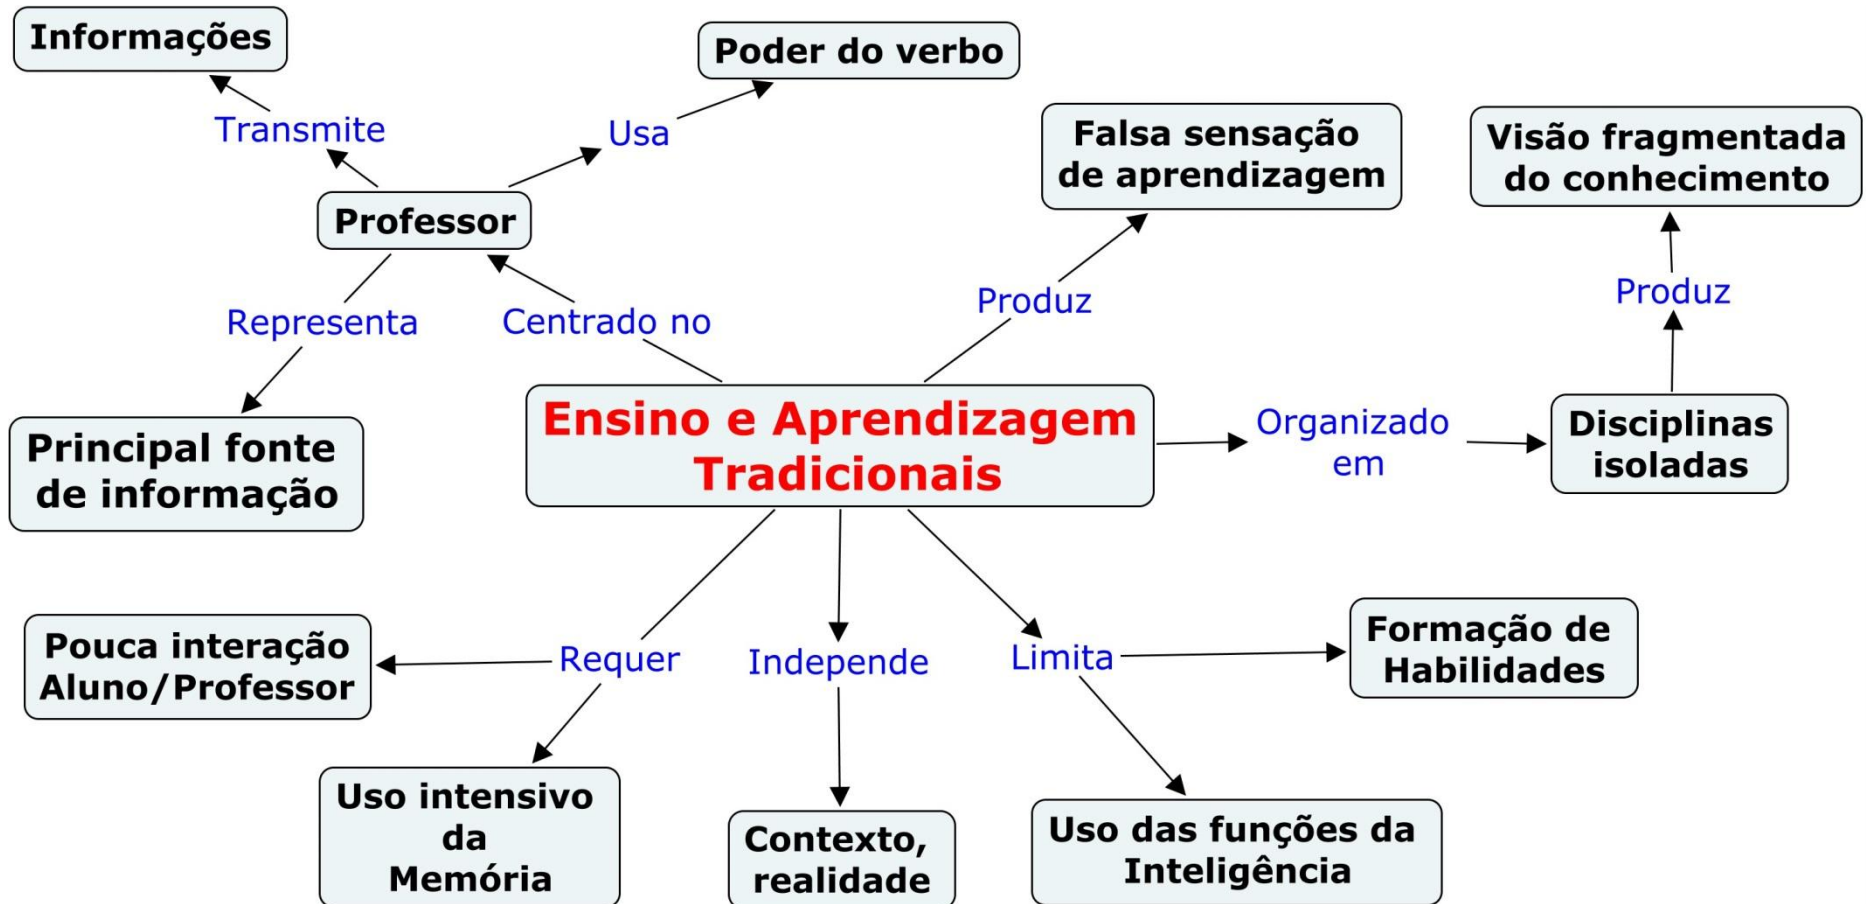 Informações
Poder do verbo
Transmite
Usa
Falsa sensação
de aprendizagem
Visão fragmentada
do conhecimento
Professor
Representa
Centrado no
Produz
Produz
Principal fonte
de informação
Ensino e Aprendizagem
Tradicionais
Organizado
em
Disciplinas
isoladas
Pouca interação
Aluno/Professor
Requer
Independe
Limita
Formação de
Habilidades
Uso intensivo
da
Memória
Contexto,
realidade
Uso das funções da
Inteligência